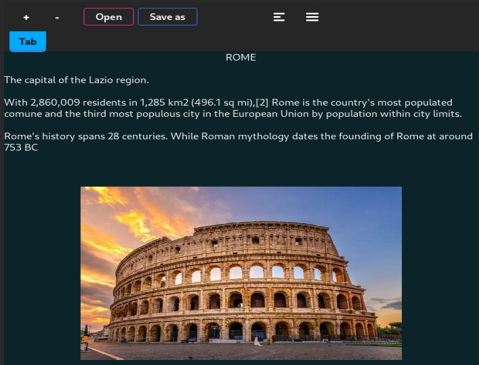 + - Open Save as
Tab
ROME
The capital of the Lazio region.
With 2,860,009 residents in 1,285 km2 (496.1 sq mi),[2] Rome is the country's most populated
comune and the third most populous city in the European Union by population within city limits.
Rome's history spans 28 centuries. While Roman mythology dates the founding of Rome at around
753 BC